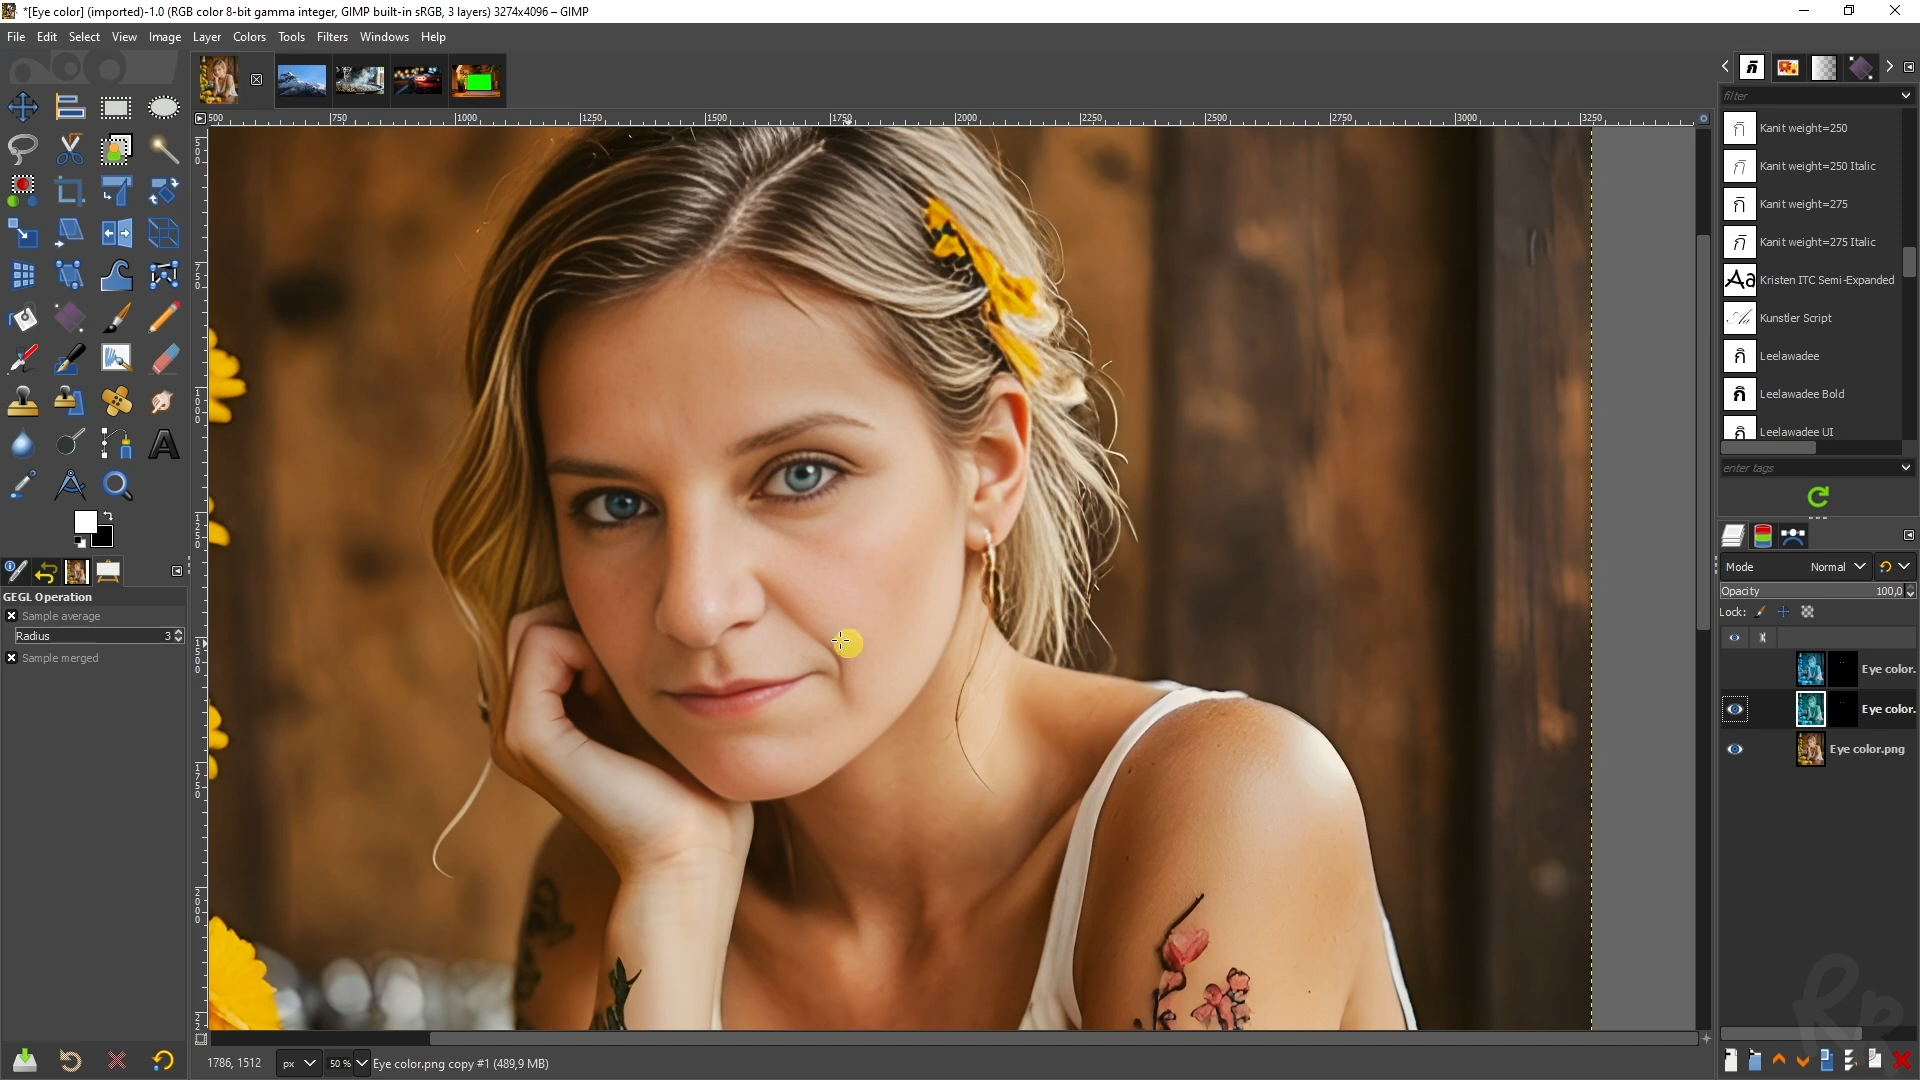 *[Eye color] (imported)-1.0 (RGB color 8-bit gamma integer, GIMP built-in sRGB, 3 layers) 3274x4096 – GIMP
File Edit Select View Image Layer Colors Tools Filters Windows Help
filter
500 750 1000 1250 1500 1750 2000 2250 2500 2750 3000 3250
Kanit weight=250
Kanit weight=250 Italic
Kanit weight=275
Kanit weight=275 Italic
Kristen ITC Semi-Expanded
Kunstler Script
Leelawadee
Leelawadee Bold
Leelawadee UI
enter tags
GEGL Operation
Sample average
Radius 3
Sample merged
Mode Normal
Opacity 100,0
Lock:
Eye color.
Eye color.
Eye color.png
1786, 1512 px 50 % Eye color.png copy #1 (489,9 MB)